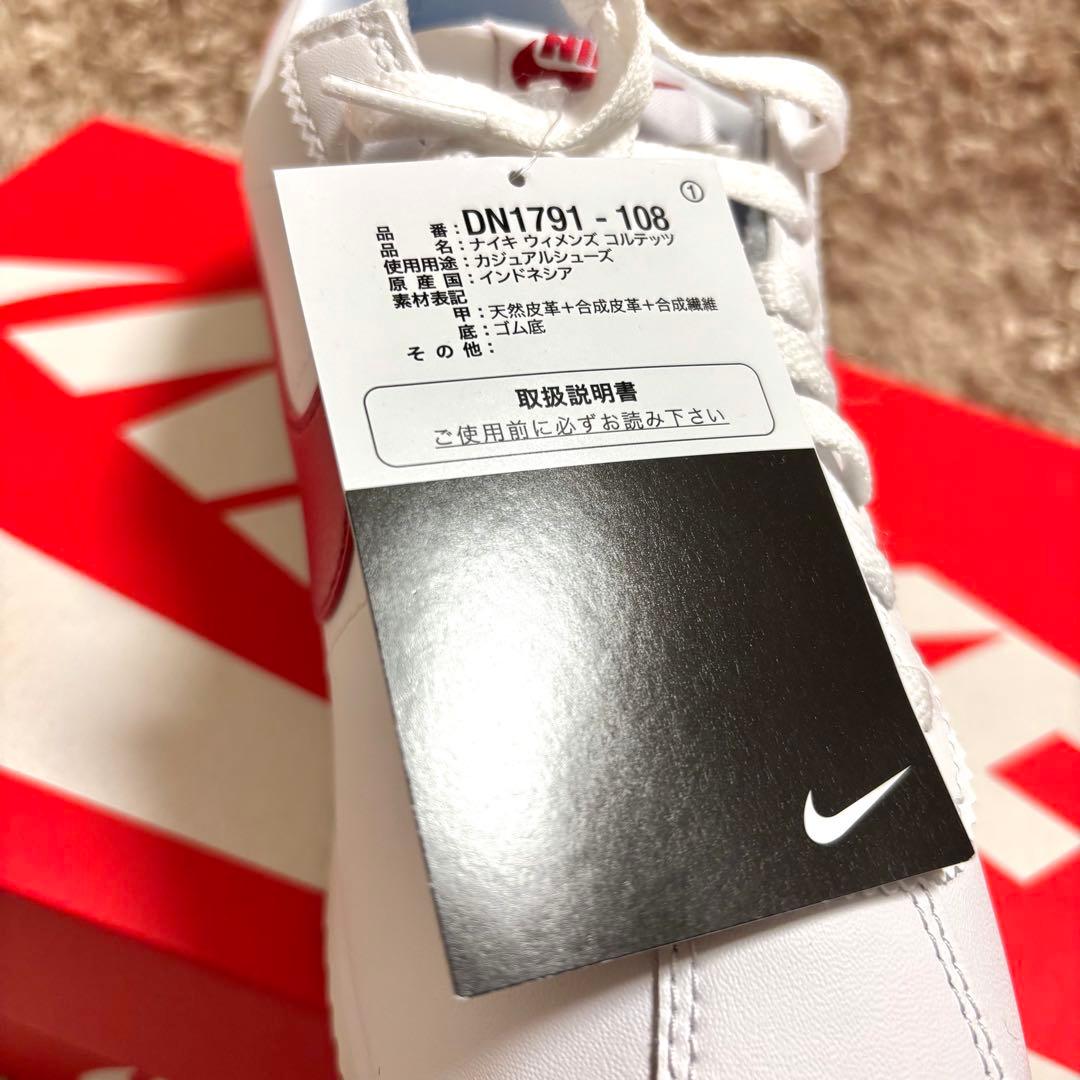 NI
①
品番:DN1791-108
品名:ナイキ ウィメンズ コルテッツ
使用用途:カジュアルシューズ
原産国:インドネシア
素材表記
甲:天然皮革+合成皮革+合成繊維
底:ゴム底
その他:
取扱説明書
ご使用前に必ずお読み下さい